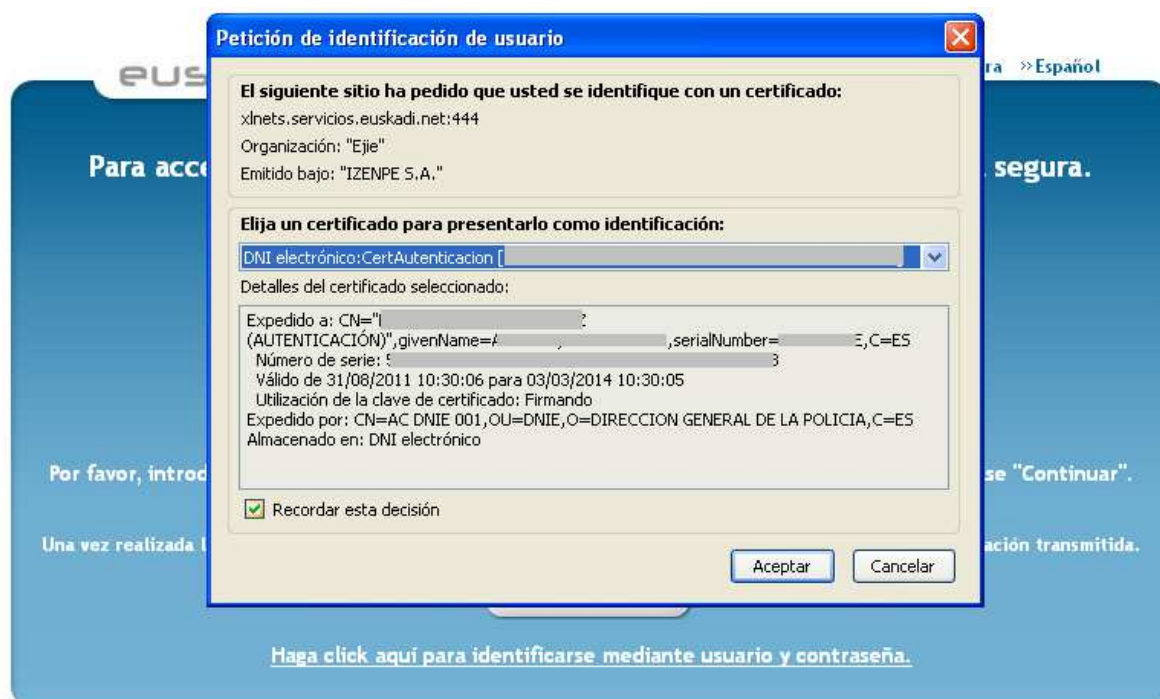 Petición de identificación de usuario
eus
ra »Español
El siguiente sitio ha pedido que usted se identifique con un certificado:
xlnets.servicios.euskadi.net:444
Organización: "Ejie"
Emitido bajo: "IZENPE S.A."
Para acce segura.
Elija un certificado para presentarlo como identificación:
DNI electrónico:CertAutenticacion [
Detalles del certificado seleccionado:
Expedido a: CN="
(AUTENTICACIÓN)",givenName=A ,serialNumber= E,C=ES
Número de serie: 5 8
Válido de 31/08/2011 10:30:06 para 03/03/2014 10:30:05
Utilización de la clave de certificado: Firmando
Expedido por: CN=AC DNIE 001,OU=DNIE,O=DIRECCION GENERAL DE LA POLICIA,C=ES
Almacenado en: DNI electrónico
Por favor, introd se "Continuar".
Recordar esta decisión
Una vez realizada l ación transmitida.
Aceptar Cancelar
Haga click aquí para identificarse mediante usuario y contraseña.